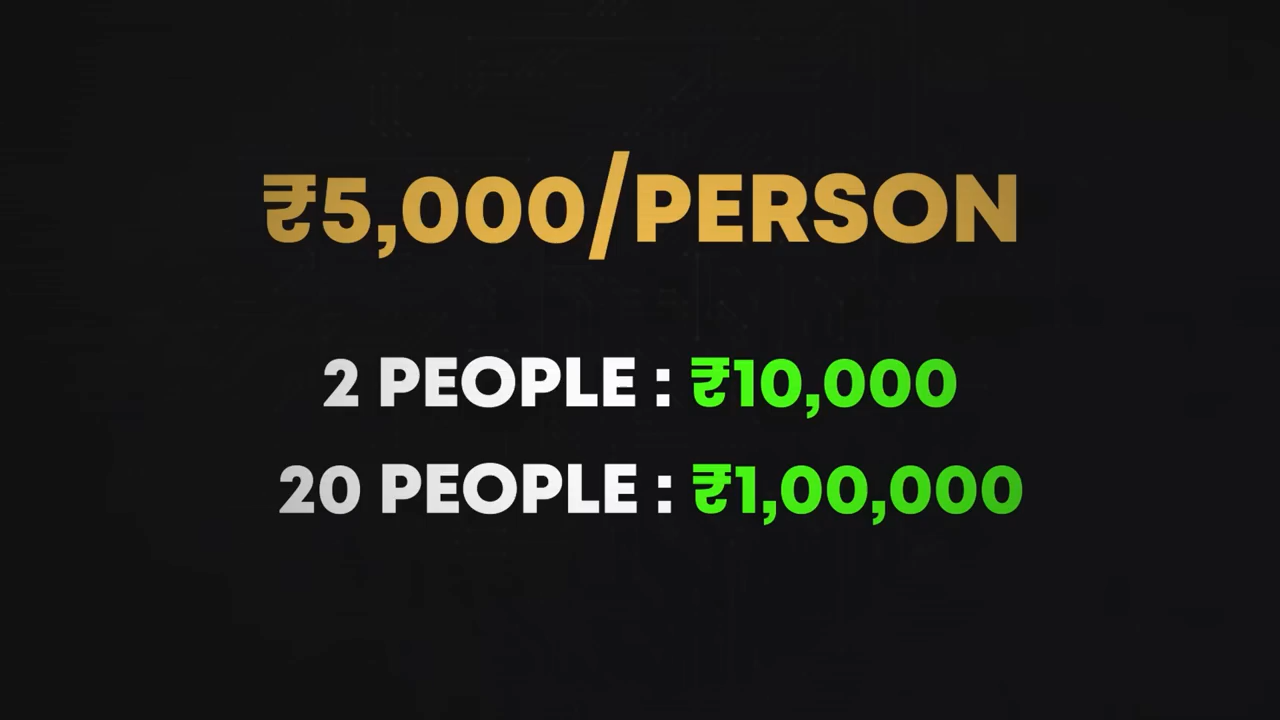 ₹5,000/PERSON
2 PEOPLE : ₹10,000
20 PEOPLE : ₹1,00,000